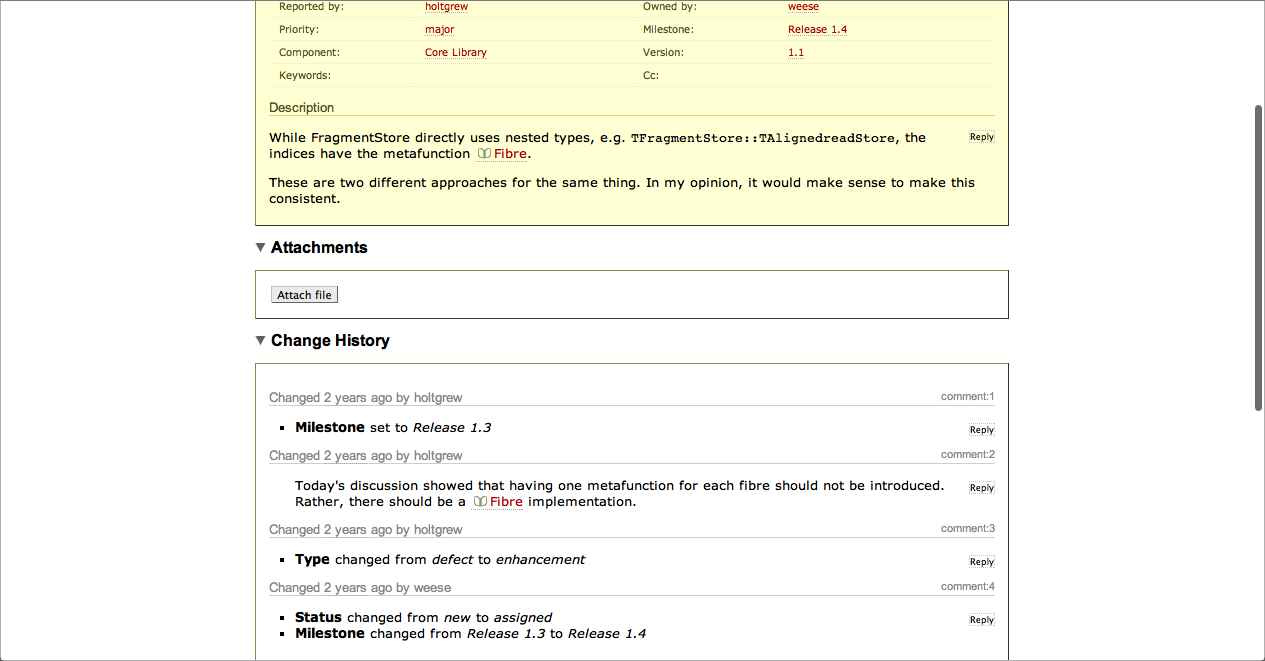 Reported by: holtgrew Owned by: weese
Priority: major Milestone: Release 1.4
Component: Core Library Version: 1.1
Keywords: Cc:
Description
While FragmentStore directly uses nested types, e.g. TFragmentStore::TAlignedreadStore, the Reply
indices have the metafunction Fibre.
These are two different approaches for the same thing. In my opinion, it would make sense to make this
consistent.
Attachments
Attach file
Change History
Changed 2 years ago by holtgrew comment:1
Milestone set to Release 1.3 Reply
Changed 2 years ago by holtgrew comment:2
Today's discussion showed that having one metafunction for each fibre should not be introduced. Reply
Rather, there should be a Fibre implementation.
Changed 2 years ago by holtgrew comment:3
Type changed from defect to enhancement Reply
Changed 2 years ago by weese comment:4
Status changed from new to assigned Reply
Milestone changed from Release 1.3 to Release 1.4